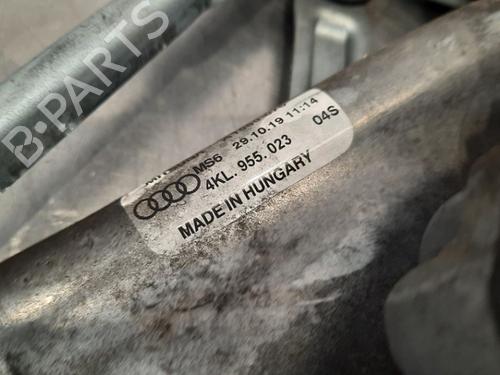 B-PARTS
MS6 29.10.19 11:14
4KL. 955. 023 04S
MADE IN HUNGARY